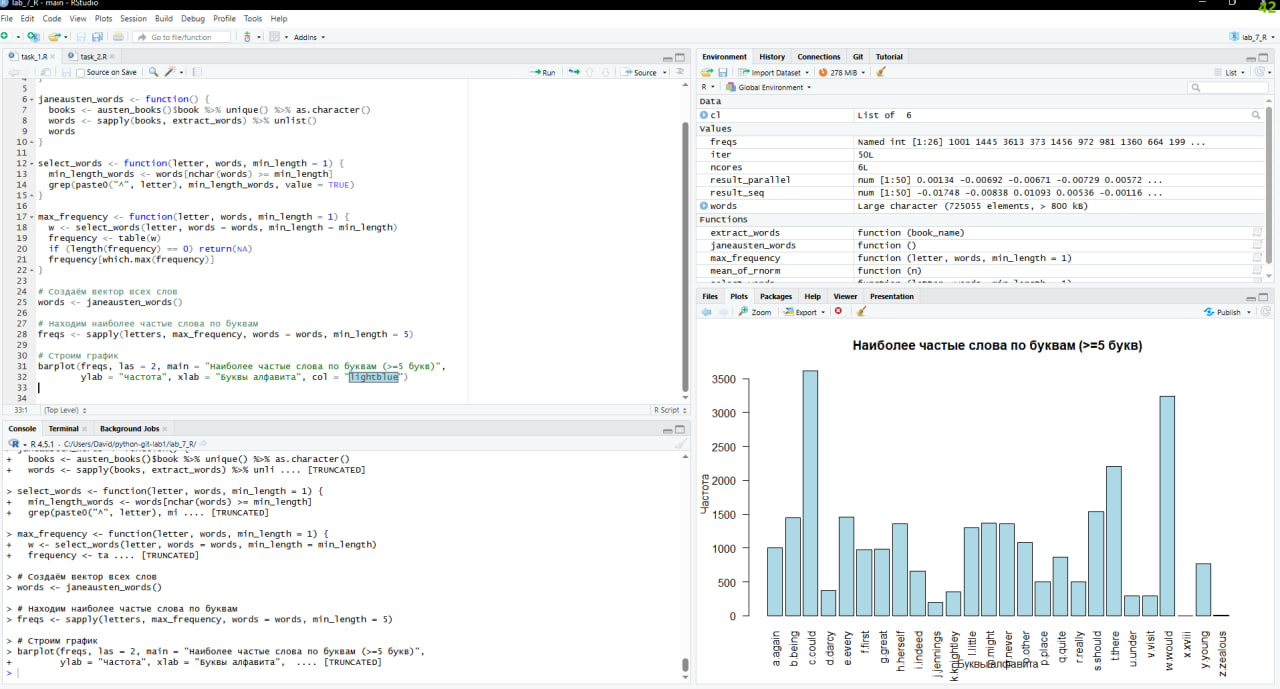 lab_7_R - main - RStudio
42
File Edit Code View Plots Session Build Debug Profile Tools Help
Go to file/function Addins lab_7_R
task_1.R task_2.R
Source on Save Run Source
5
6 janeausten_words <- function() {
7 books <- austen_books()$book %>% unique() %>% as.character()
8 words <- sapply(books, extract_words) %>% unlist()
9 words
10 }
11
12 select_words <- function(letter, words, min_length = 1) {
13 min_length_words <- words[nchar(words) >= min_length]
14 grep(paste0("^", letter), min_length_words, value = TRUE)
15 }
16
17 max_frequency <- function(letter, words, min_length = 1) {
18 w <- select_words(letter, words = words, min_length = min_length)
19 frequency <- table(w)
20 if (length(frequency) == 0) return(NA)
21 frequency[which.max(frequency)]
22 }
23
24 # Создаём вектор всех слов
25 words <- janeausten_words()
26
27 # Находим наиболее частые слова по буквам
28 freqs <- sapply(letters, max_frequency, words = words, min_length = 5)
29
30 # Строим график
31 barplot(freqs, las = 2, main = "Наиболее частые слова по буквам (>=5 букв)",
32 ylab = "Частота", xlab = "Буквы алфавита", col = "lightblue")
33
34
33:1 (Top Level) R Script
Console Terminal Background Jobs
R 4.5.1 · C:/Users/David/python-git-lab1/lab_7_R/
+ books <- austen_books()$book %>% unique() %>% as.character()
+ words <- sapply(books, extract_words) %>% unli .... [TRUNCATED]
> select_words <- function(letter, words, min_length = 1) {
+ min_length_words <- words[nchar(words) >= min_length]
+ grep(paste0("^", letter), mi .... [TRUNCATED]
> max_frequency <- function(letter, words, min_length = 1) {
+ w <- select_words(letter, words = words, min_length = min_length)
+ frequency <- ta .... [TRUNCATED]
> # Создаём вектор всех слов
> words <- janeausten_words()
> # Находим наиболее частые слова по буквам
> freqs <- sapply(letters, max_frequency, words = words, min_length = 5)
> # Строим график
> barplot(freqs, las = 2, main = "Наиболее частые слова по буквам (>=5 букв)",
+ ylab = "Частота", xlab = "Буквы алфавита", .... [TRUNCATED]
>
Environment History Connections Git Tutorial
Import Dataset 278 MiB List
R Global Environment
Data
cl List of 6
Values
freqs Named int [1:26] 1001 1445 3613 373 1456 972 981 1360 664 199 ...
iter 50L
ncores 6L
result_parallel num [1:50] 0.00134 -0.00692 -0.00671 -0.00729 0.00572 ...
result_seq num [1:50] -0.01748 -0.00838 0.01093 0.00536 -0.00116 ...
words Large character (725055 elements, > 800 kB)
Functions
extract_words function (book_name)
janeausten_words function ()
max_frequency function (letter, words, min_length = 1)
mean_of_rnorm function (n)
Files Plots Packages Help Viewer Presentation
Zoom Export Publish
Наиболее частые слова по буквам (>=5 букв)
Частота
3500
3000
2500
2000
1500
1000
500
0
a.again
b.being
c.could
d.darcy
e.every
f.first
g.great
h.herself
i.indeed
j.jennings
k.knightley
l.little
m.might
n.never
o.other
p.place
q.quite
r.really
s.should
t.there
u.under
v.visit
w.would
x.xviii
y.young
z.zealous
Буквы алфавита